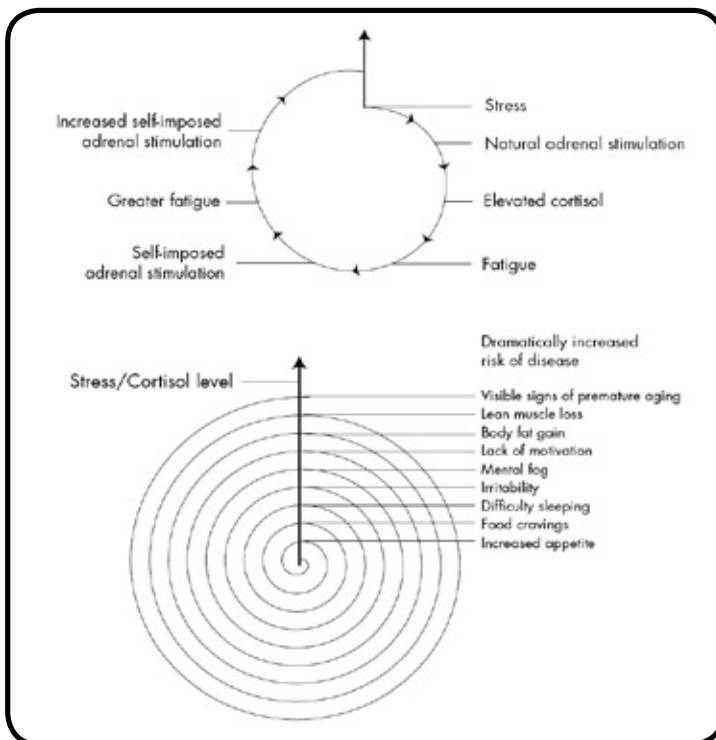 Stress
Natural adrenal stimulation
Elevated cortisol
Fatigue
Self-imposed
adrenal stimulation
Greater fatigue
Increased self-imposed
adrenal stimulation
Stress/Cortisol level
Dramatically increased
risk of disease
Visible signs of premature aging
Lean muscle loss
Body fat gain
Lack of motivation
Mental fog
Irritability
Difficulty sleeping
Food cravings
Increased appetite